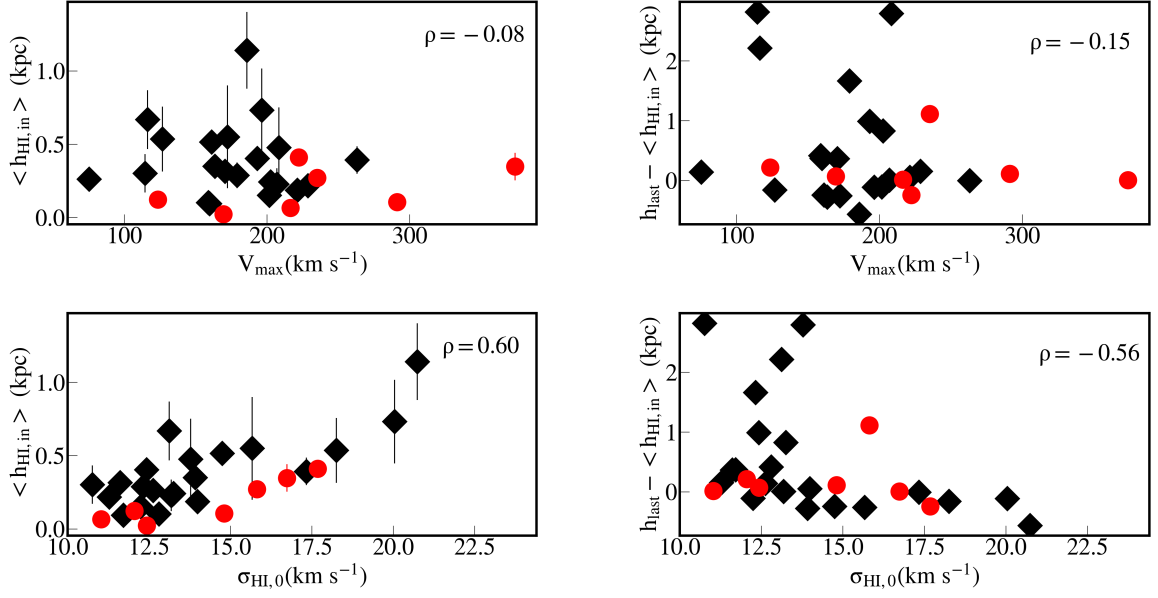 < h_HI, in > (kpc)
1.0
0.5
0.0
ρ = −0.08
100 200 300
V_max(km s⁻¹)
h_last − < h_HI, in > (kpc)
2
1
0
ρ = −0.15
100 200 300
V_max(km s⁻¹)
< h_HI, in > (kpc)
1.0
0.5
0.0
ρ = 0.60
10.0 12.5 15.0 17.5 20.0 22.5
σ_HI, 0(km s⁻¹)
h_last − < h_HI, in > (kpc)
2
1
0
ρ = −0.56
10.0 12.5 15.0 17.5 20.0 22.5
σ_HI, 0(km s⁻¹)